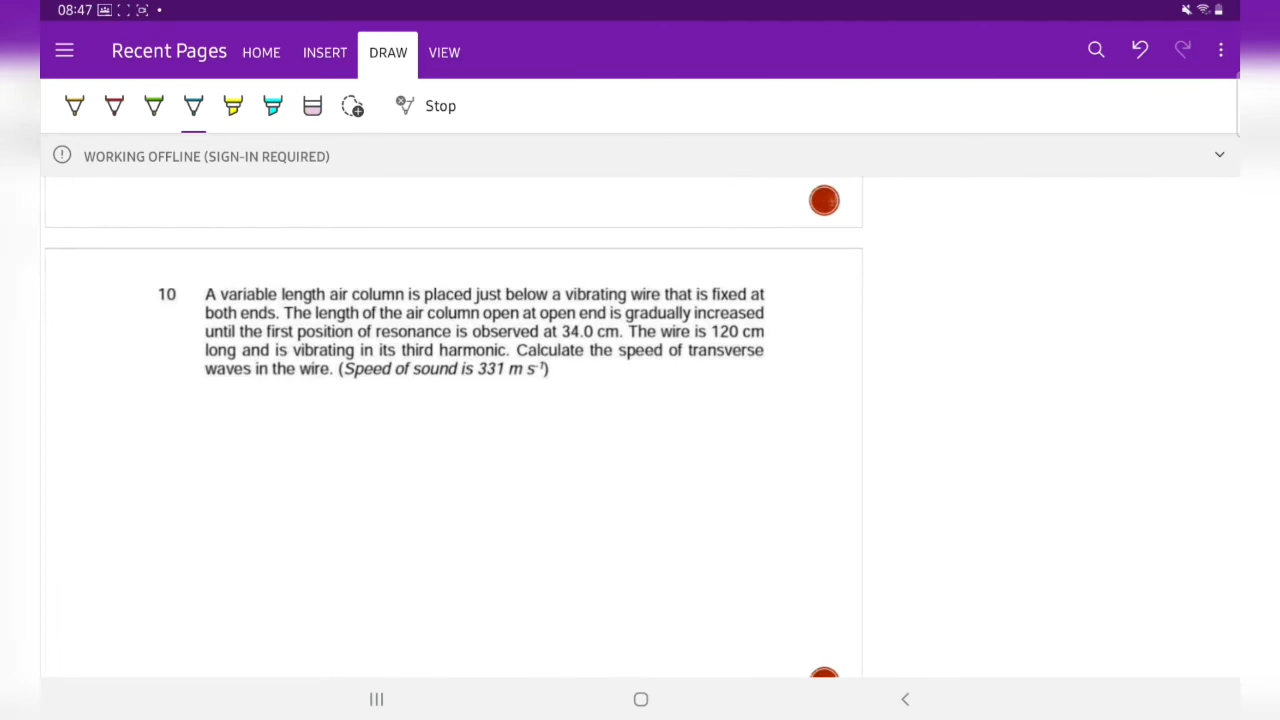 08:47
Recent Pages HOME INSERT DRAW VIEW
Stop
WORKING OFFLINE (SIGN-IN REQUIRED)
10 A variable length air column is placed just below a vibrating wire that is fixed at
both ends. The length of the air column open at open end is gradually increased
until the first position of resonance is observed at 34.0 cm. The wire is 120 cm
long and is vibrating in its third harmonic. Calculate the speed of transverse
waves in the wire. (Speed of sound is 331 m s⁻¹)